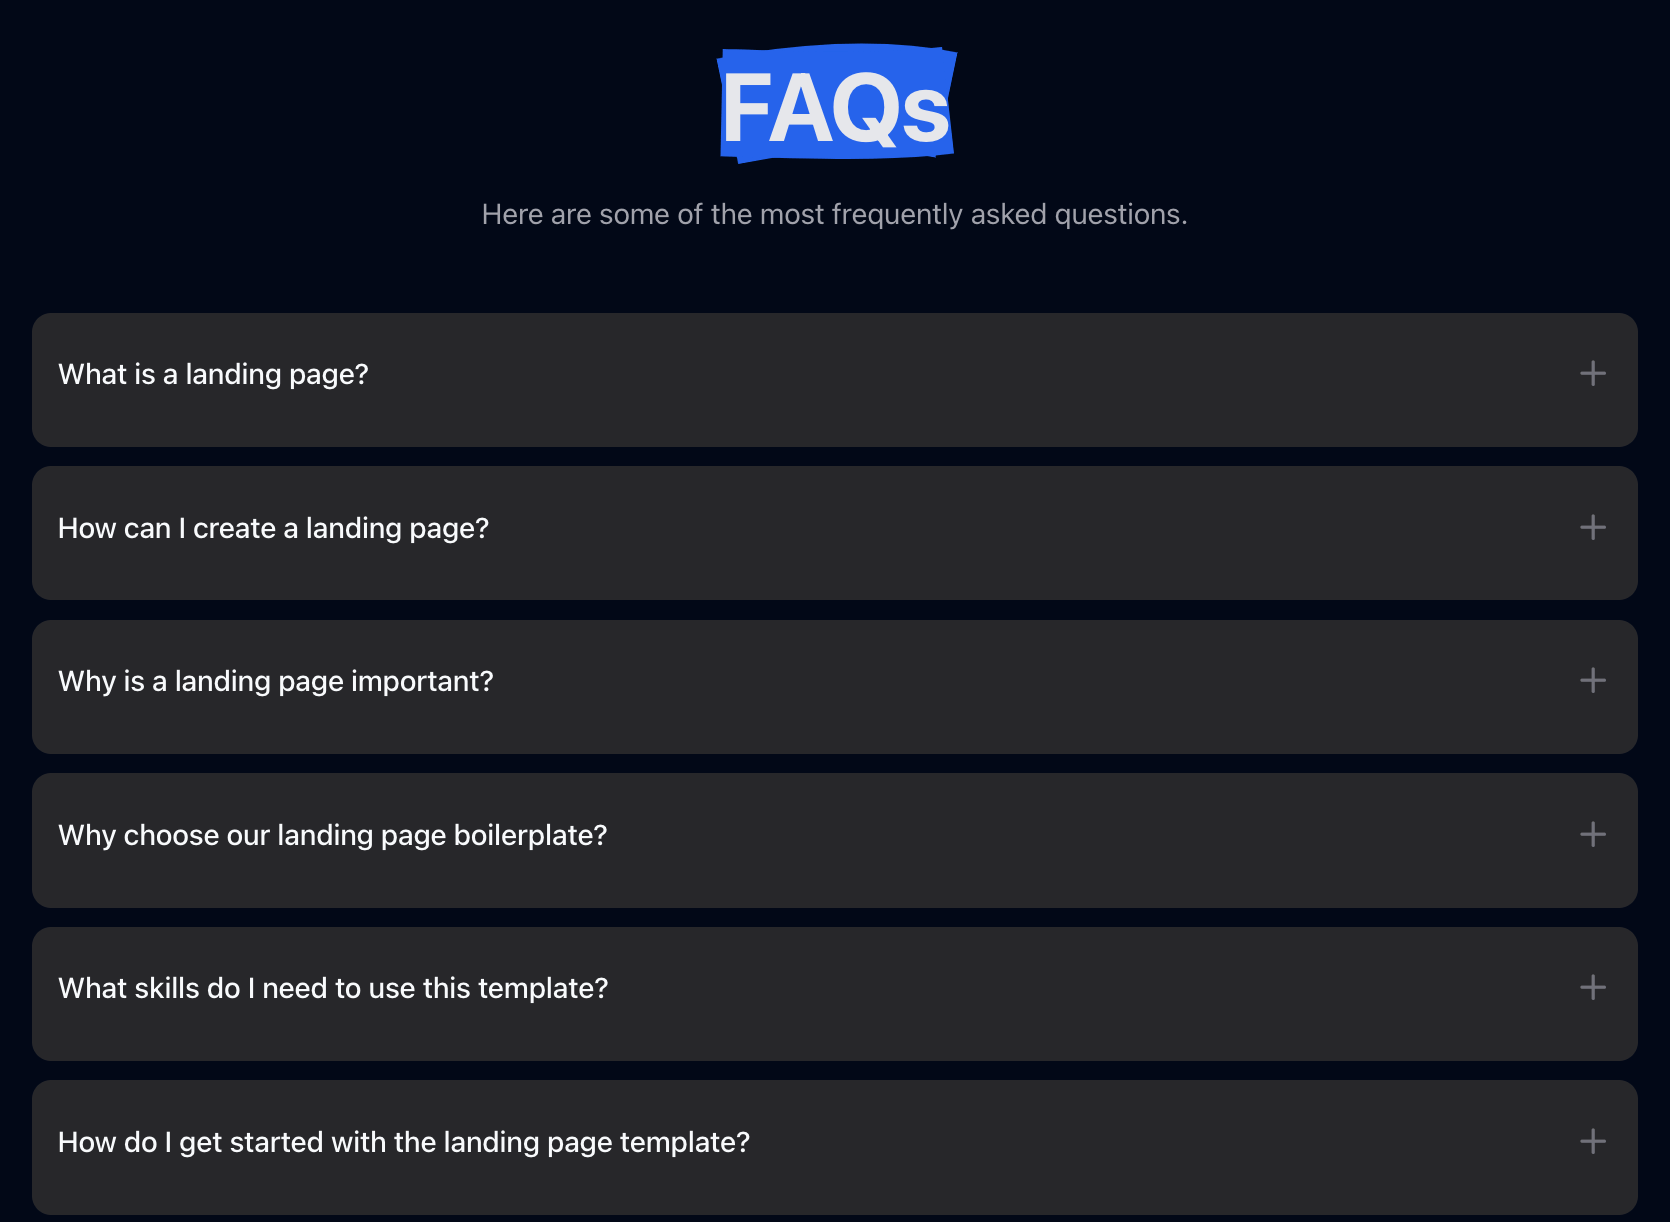 FAQs
Here are some of the most frequently asked questions.
What is a landing page?
How can I create a landing page?
Why is a landing page important?
Why choose our landing page boilerplate?
What skills do I need to use this template?
How do I get started with the landing page template?